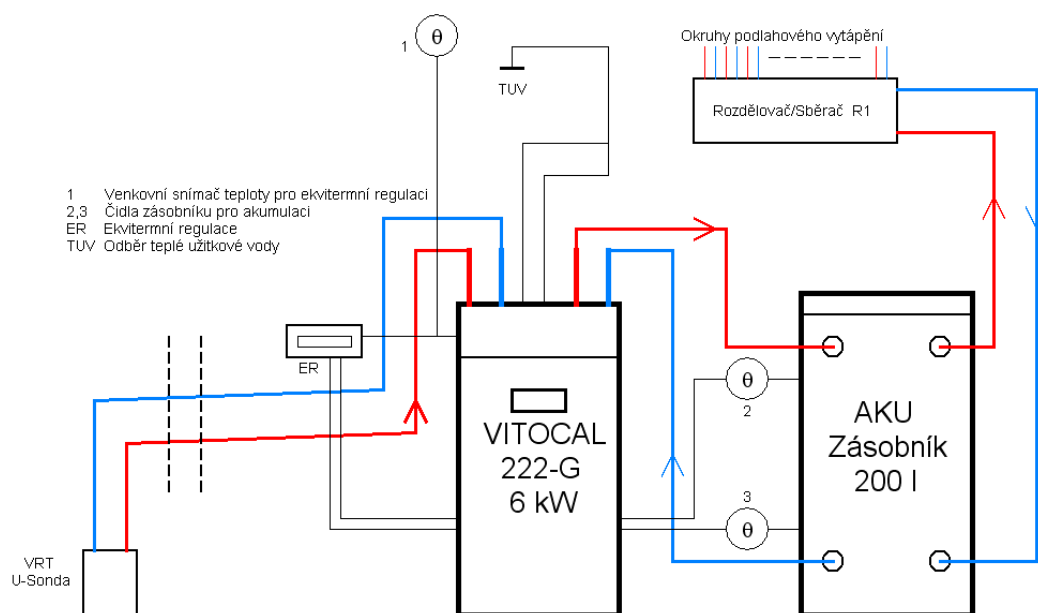 Okruhy podlahového vytápění
1
θ
TUV
Rozdělovač/Sběrač R1
1 Venkovní snímač teploty pro ekvitermní regulaci
2,3 Čidla zásobníku pro akumulaci
ER Ekvitermní regulace
TUV Odběr teplé užitkové vody
ER
θ
2
VITOCAL
222-G
6 kW
AKU
Zásobník
200 l
3
θ
VRT
U-Sonda